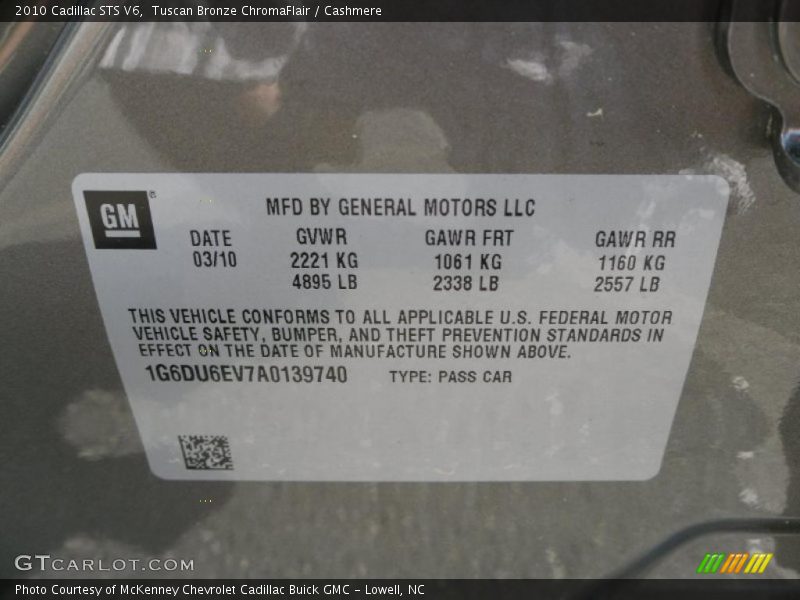 2010 Cadillac STS V6, Tuscan Bronze ChromaFlair / Cashmere
GM®
MFD BY GENERAL MOTORS LLC
DATE GVWR GAWR FRT GAWR RR
03/10 2221 KG 1061 KG 1160 KG
4895 LB 2338 LB 2557 LB
THIS VEHICLE CONFORMS TO ALL APPLICABLE U.S. FEDERAL MOTOR
VEHICLE SAFETY, BUMPER, AND THEFT PREVENTION STANDARDS IN
EFFECT ON THE DATE OF MANUFACTURE SHOWN ABOVE.
1G6DU6EV7A0139740 TYPE: PASS CAR
GTCARLOT.COM
Photo Courtesy of McKenney Chevrolet Cadillac Buick GMC – Lowell, NC